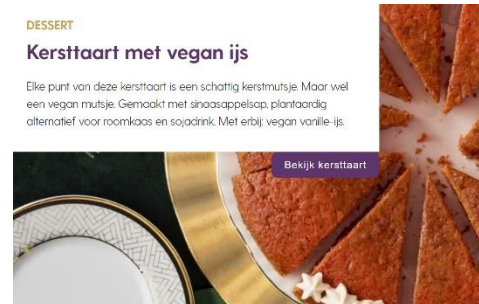 DESSERT
Kersttaart met vegan ijs
Elke punt van deze kersttaart is een schattig kerstmutsje. Maar wel
een vegan mutsje. Gemaakt met sinaasappelsap, plantaardig
alternatief voor roomkaas en sojadrink. Met erbij: vegan vanille-ijs.
Bekijk kersttaart